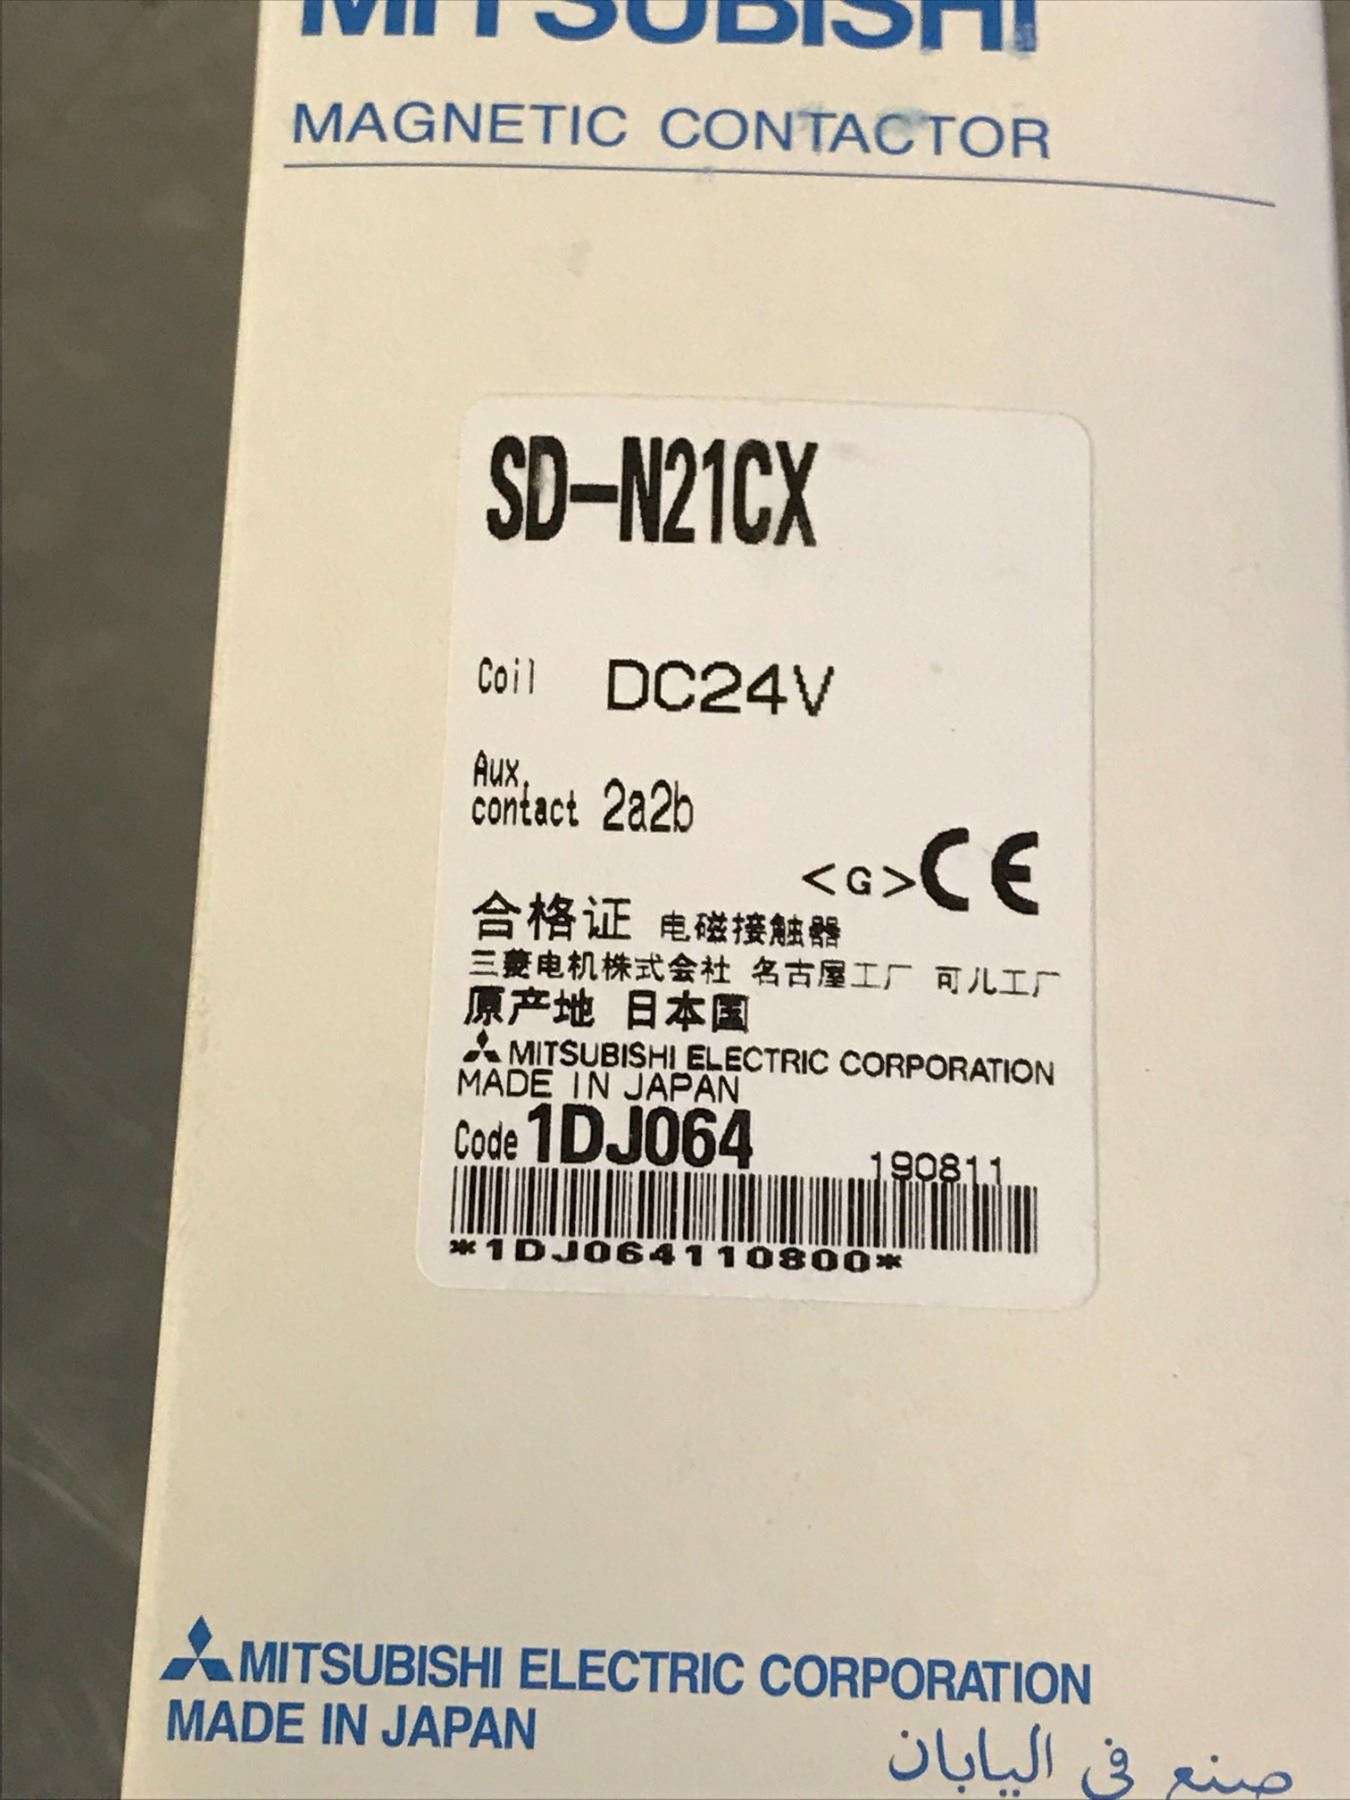 MITSUBISHI
MAGNETIC CONTACTOR
SD-N21CX
Coil DC24V
Aux.
contact 2a2b
<G> CE
合格证 电磁接触器
三菱电机株式会社 名古屋工厂 可儿工厂
原产地 日本国
MITSUBISHI ELECTRIC CORPORATION
MADE IN JAPAN
Code 1DJ064 190811
*1DJ064110800*
MITSUBISHI ELECTRIC CORPORATION
MADE IN JAPAN
صنع في اليابان